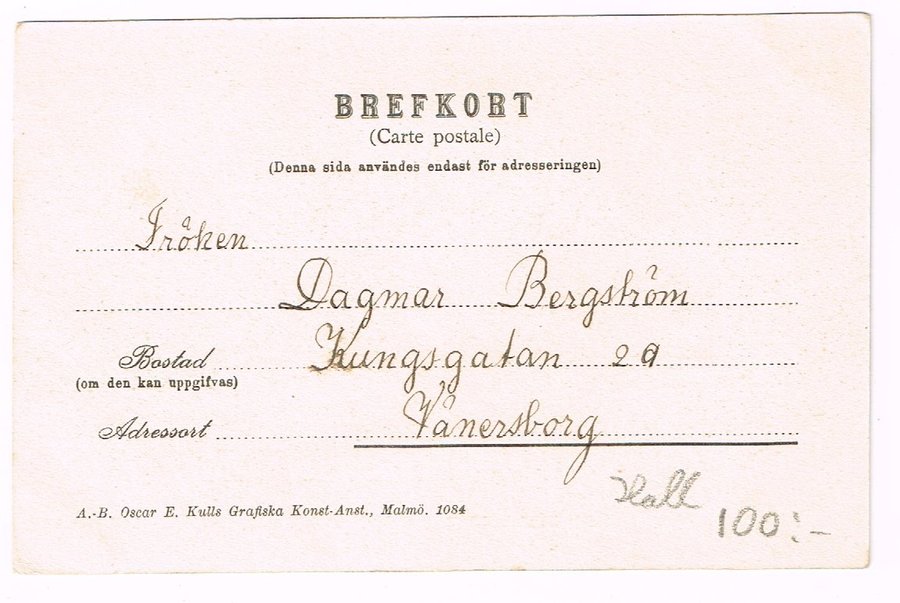 BREFKORT
(Carte postale)
(Denna sida användes endast för adresseringen)
Fröken
Dagmar Bergström
Bostad Kungsgatan 29
(om den kan uppgifvas)
Adressort Vänersborg
A.-B. Oscar E. Kulls Grafiska Konst-Anst., Malmö. 1084
Hall
100:-